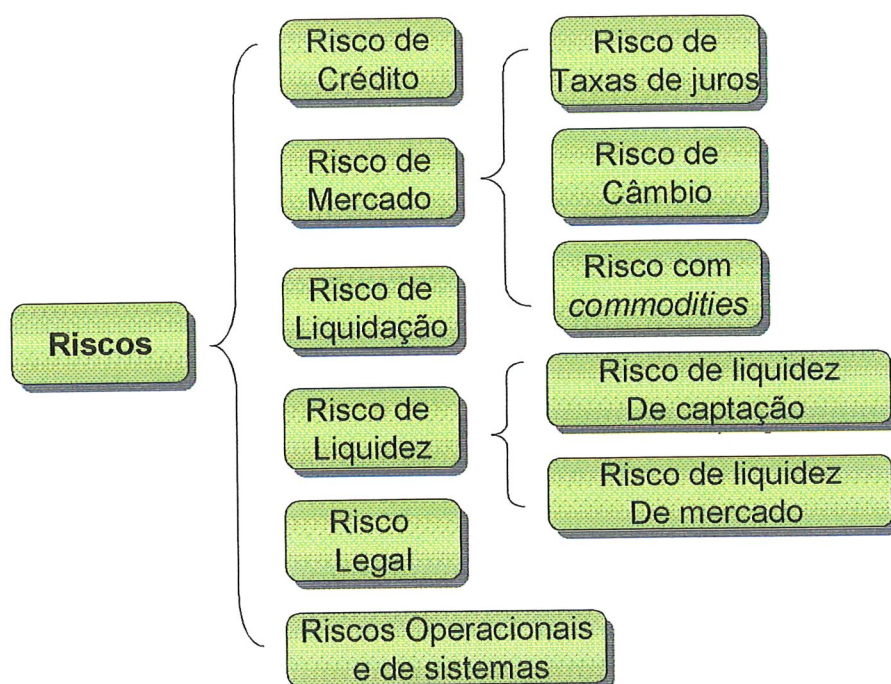 Riscos
Risco de
Crédito
Risco de
Mercado
Risco de
Taxas de juros
Risco de
Câmbio
Risco com
commodities
Risco de
Liquidação
Risco de
Liquidez
Risco de liquidez
De captação
Risco de liquidez
De mercado
Risco
Legal
Riscos Operacionais
e de sistemas